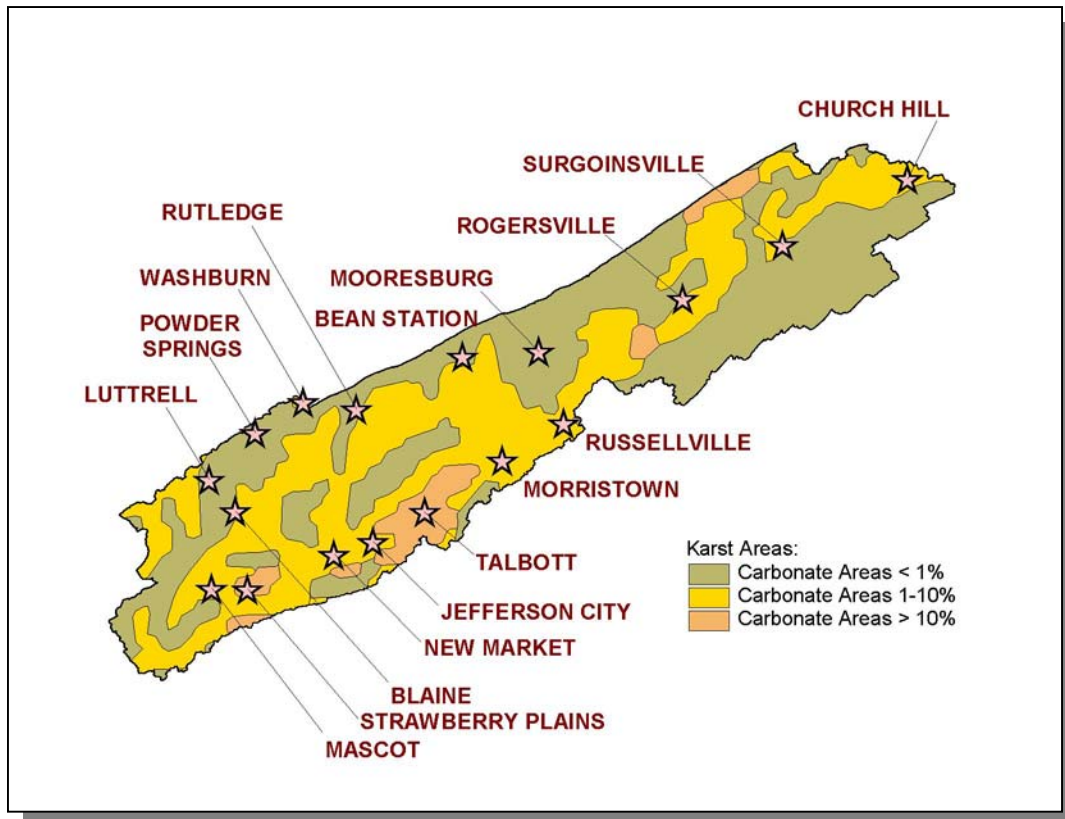 CHURCH HILL
SURGOINSVILLE
RUTLEDGE
ROGERSVILLE
WASHBURN
MOORESBURG
POWDER
SPRINGS
BEAN STATION
LUTTRELL
RUSSELLVILLE
MORRISTOWN
TALBOTT
JEFFERSON CITY
NEW MARKET
BLAINE
STRAWBERRY PLAINS
MASCOT
Karst Areas:
Carbonate Areas < 1%
Carbonate Areas 1-10%
Carbonate Areas > 10%